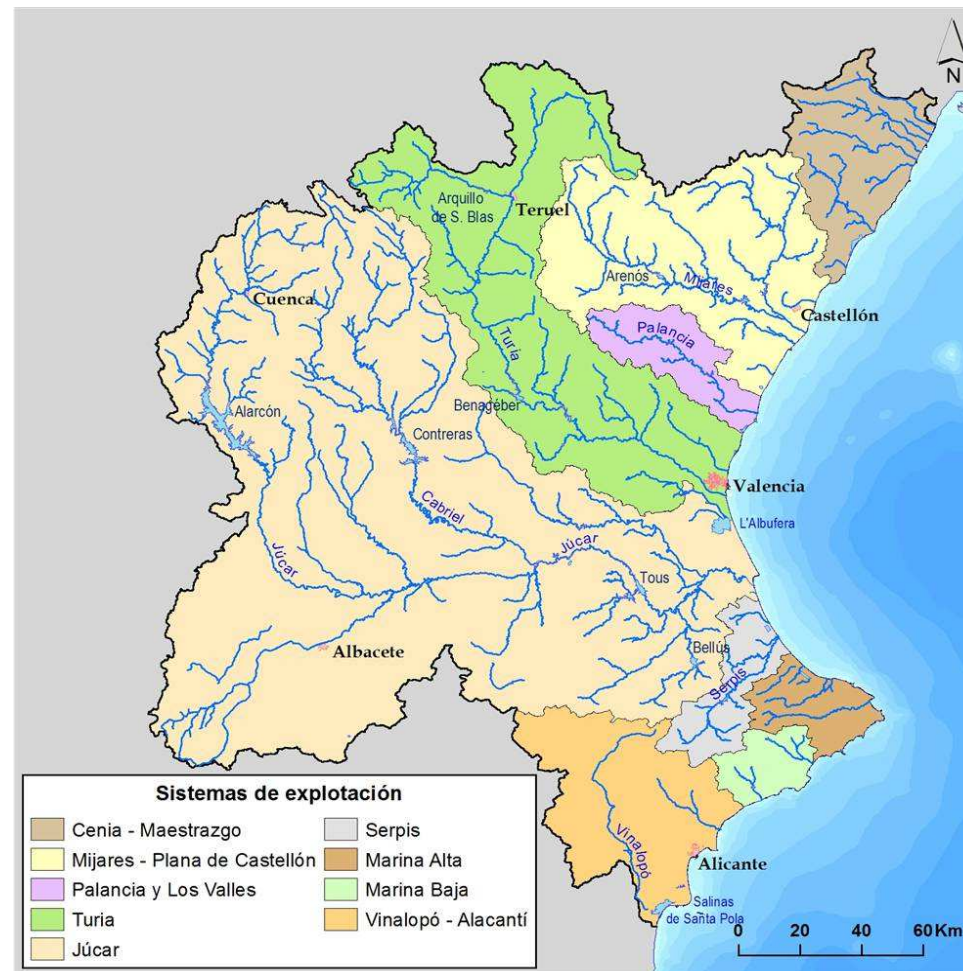 N
Arquillo
de S. Blas
Teruel
Arenós
Mijares
Cuenca
Castellón
Palancia
Turia
Alarcón
Benagéber
Contreras
Valencia
Cabriel
L'Albufera
Júcar
Júcar
Tous
Albacete
Bellús
Serpis
Sistemas de explotación
Cenia - Maestrazgo
Mijares - Plana de Castellón
Palancia y Los Valles
Turia
Júcar
Serpis
Marina Alta
Marina Baja
Vinalopó - Alacantí
Vinalopó
Alicante
Salinas
de Santa Pola
0 20 40 60 Km